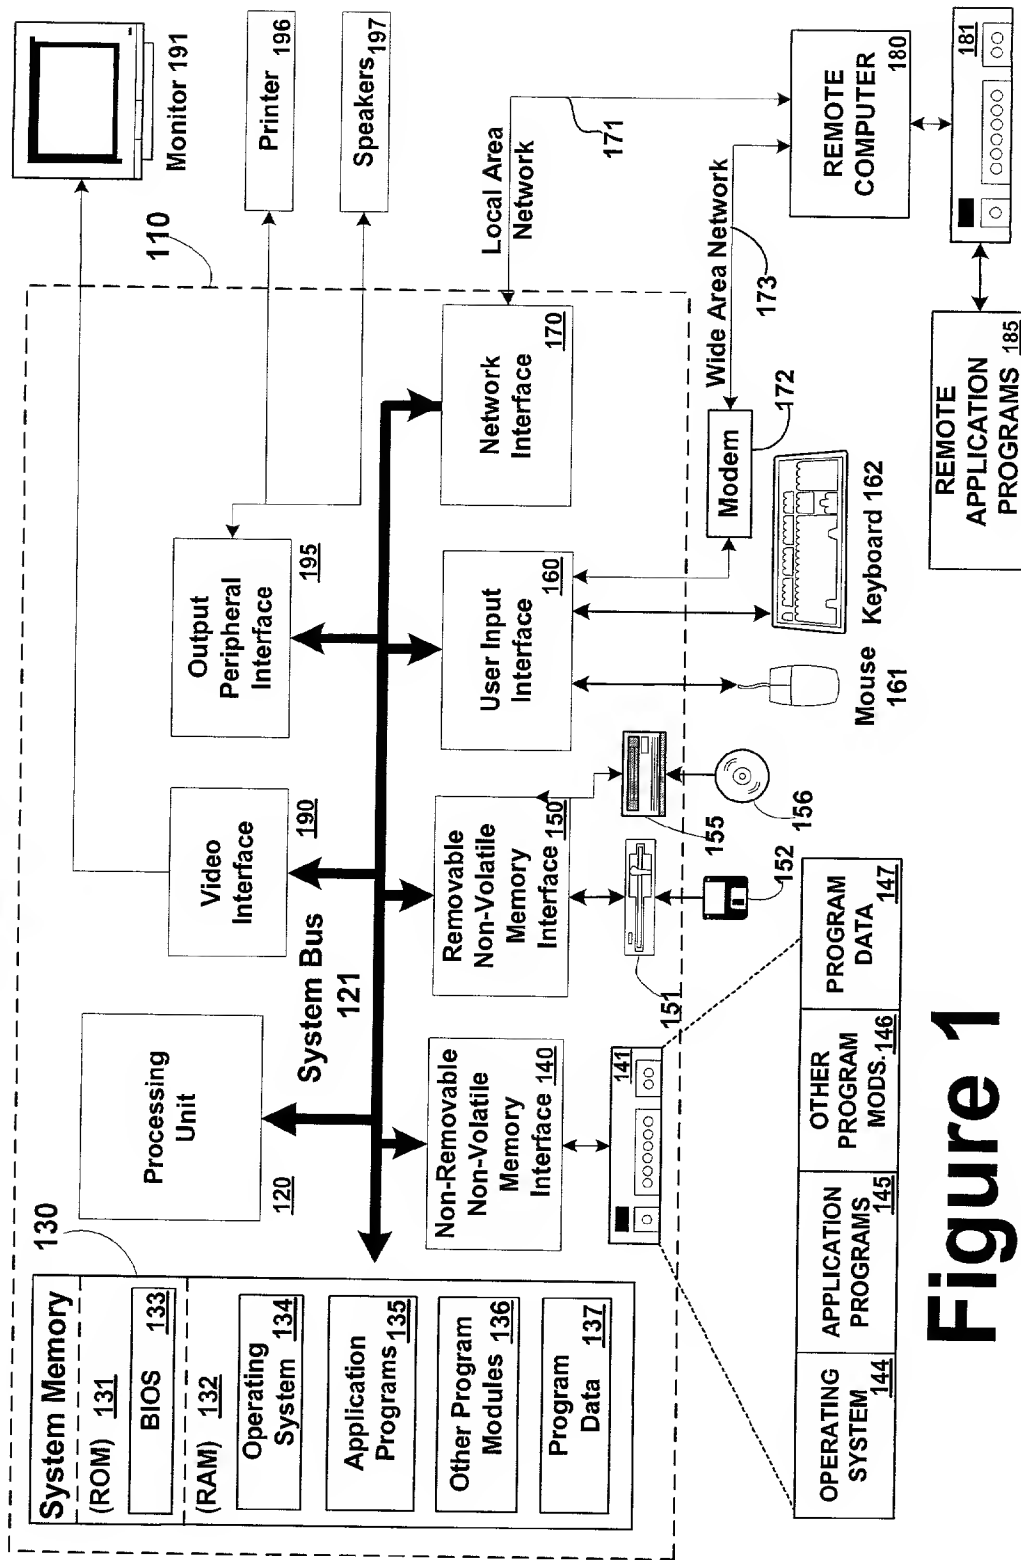 System Memory
(ROM) 131
BIOS 133
(RAM) 132
Operating
System 134
Application
Programs 135
Other Program
Modules 136
Program
Data 137
130
Processing
Unit
120
Video
Interface
190
Output
Peripheral
Interface
195
110
System Bus
121
Non-Removable
Non-Volatile
Memory
Interface 140
Removable
Non-Volatile
Memory
Interface 150
User Input
Interface
160
Network
Interface
170
Monitor 191
Printer 196
Speakers 197
Local Area
Network
171
Wide Area Network
173
Modem
172
141
151
152
155
156
Mouse
161
Keyboard 162
REMOTE
COMPUTER
180
181
REMOTE
APPLICATION
PROGRAMS 185
OPERATING
SYSTEM 144
APPLICATION
PROGRAMS 145
OTHER
PROGRAM
MODS. 146
PROGRAM
DATA 147
Figure 1